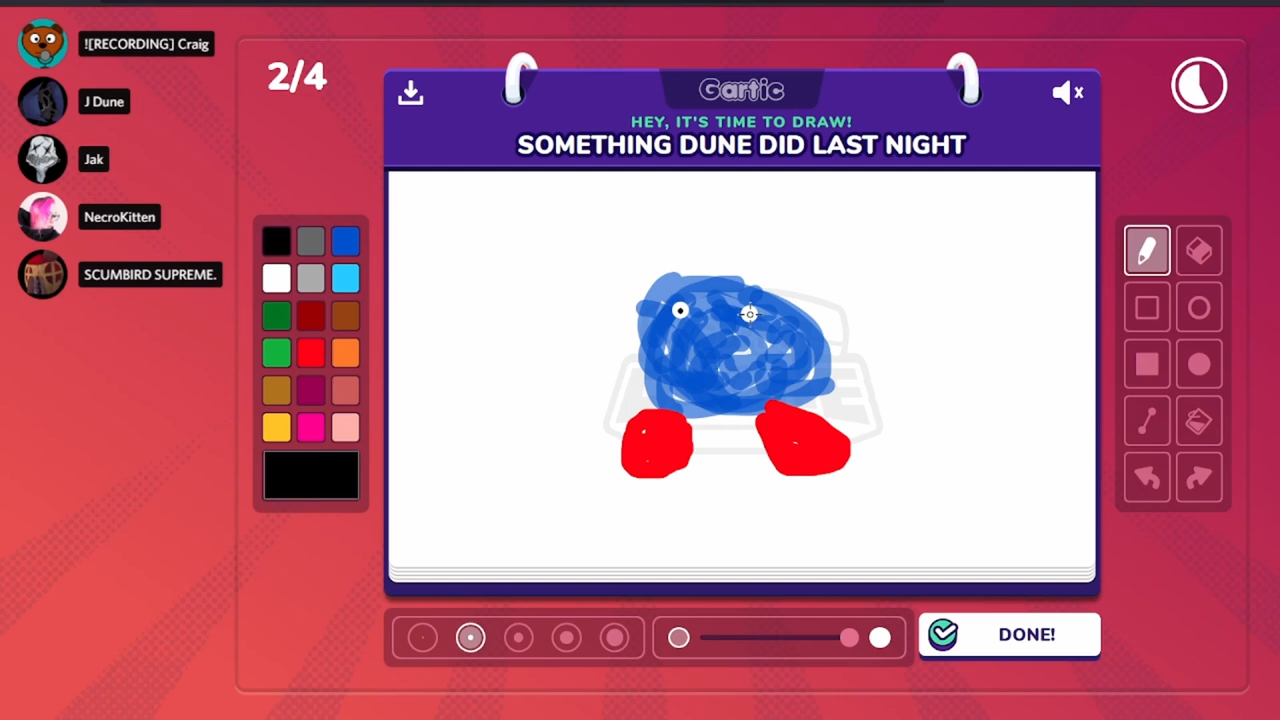 ![RECORDING] Craig
J Dune
Jak
NecroKitten
SCUMBIRD SUPREME.
2/4
Gartic
HEY, IT'S TIME TO DRAW!
SOMETHING DUNE DID LAST NIGHT
DONE!